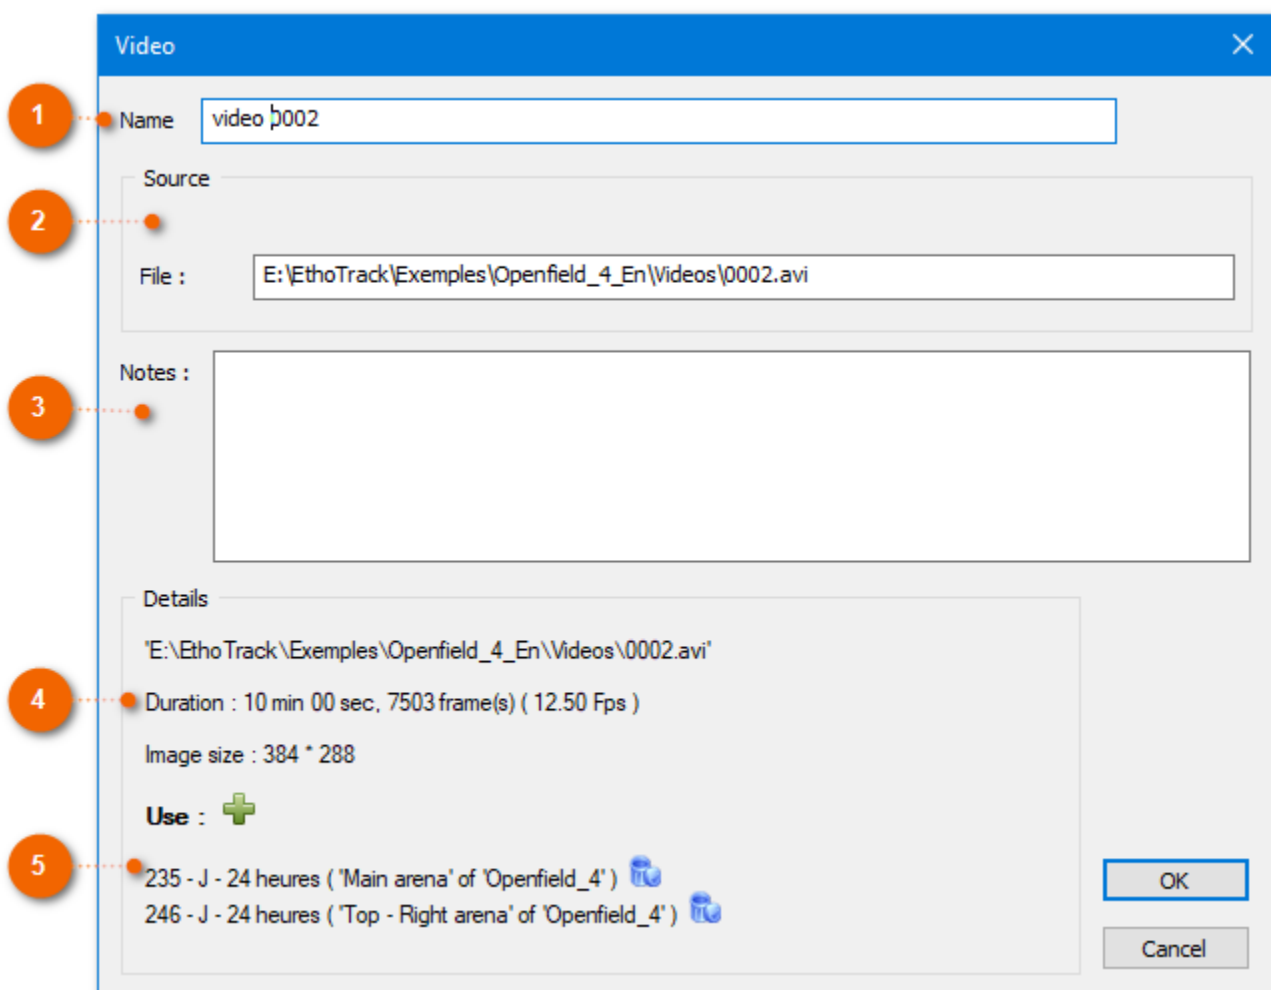 Video
1
Name
video 0002
Source
2
File :
E:\EthoTrack\Exemples\Openfield_4_En\Videos\0002.avi
Notes :
3
Details
'E:\EthoTrack\Exemples\Openfield_4_En\Videos\0002.avi'
4
Duration : 10 min 00 sec, 7503 frame(s) ( 12.50 Fps )
Image size : 384 * 288
Use :
5
235 - J - 24 heures ( 'Main arena' of 'Openfield_4' )
246 - J - 24 heures ( 'Top - Right arena' of 'Openfield_4' )
OK
Cancel